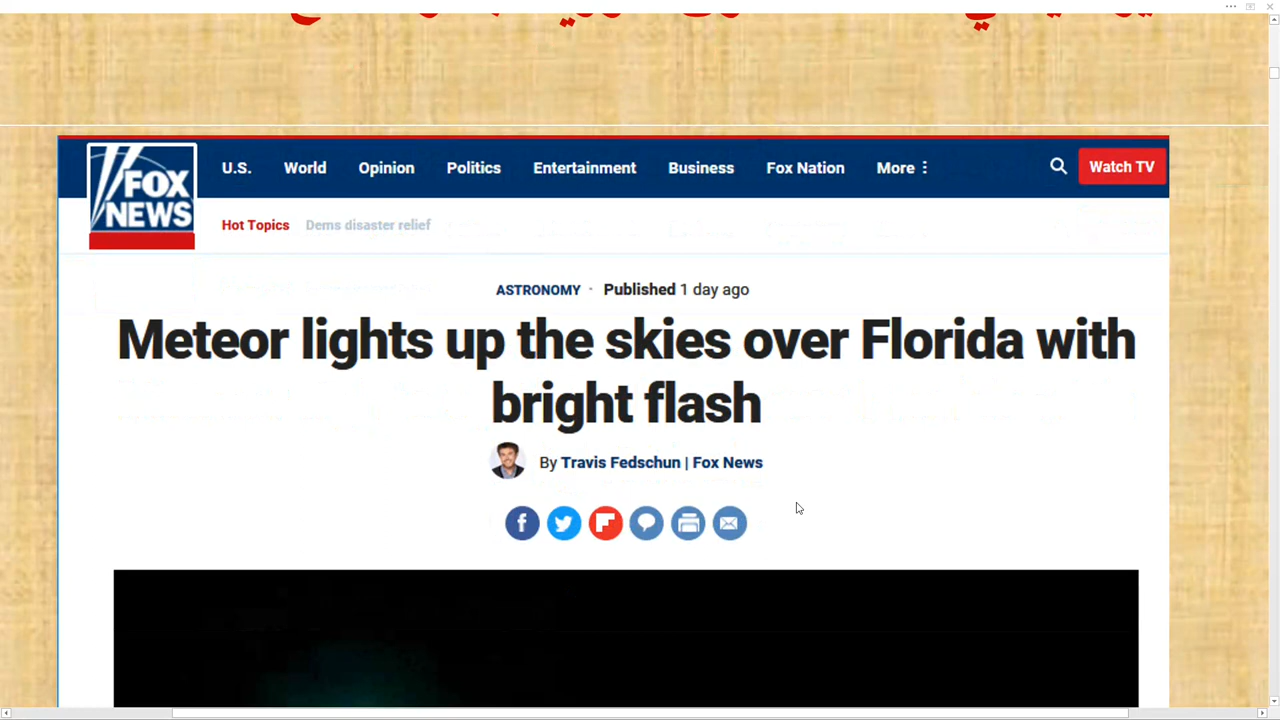 FOX
NEWS
U.S. World Opinion Politics Entertainment Business Fox Nation More Watch TV
Hot Topics Dems disaster relief
ASTRONOMY · Published 1 day ago
Meteor lights up the skies over Florida with
bright flash
By Travis Fedschun | Fox News